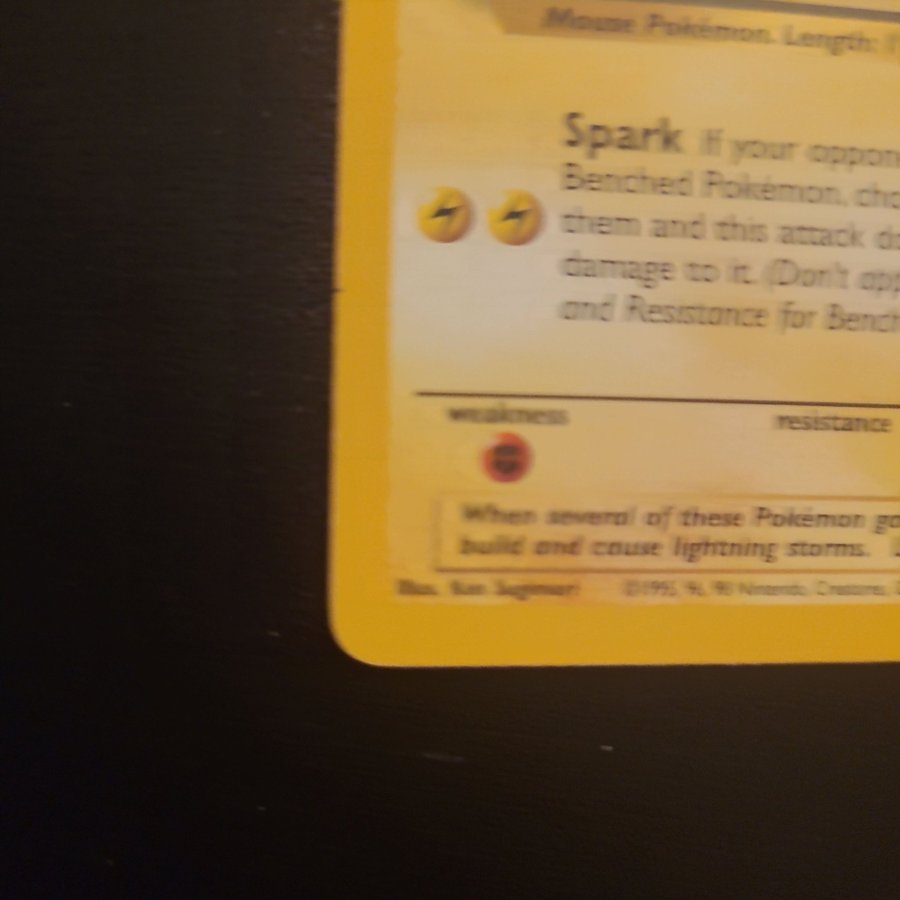 Mouse Pokémon. Length: 1
Spark If your oppon
Benched Pokémon, cho
them and this attack do
damage to it. (Don't app
and Resistance for Bench
weakness
resistance
When several of these Pokémon ga
build and cause lightning storms.
Illus. Ken Sugimori ©1995, 96, 98 Nintendo, Creatures,